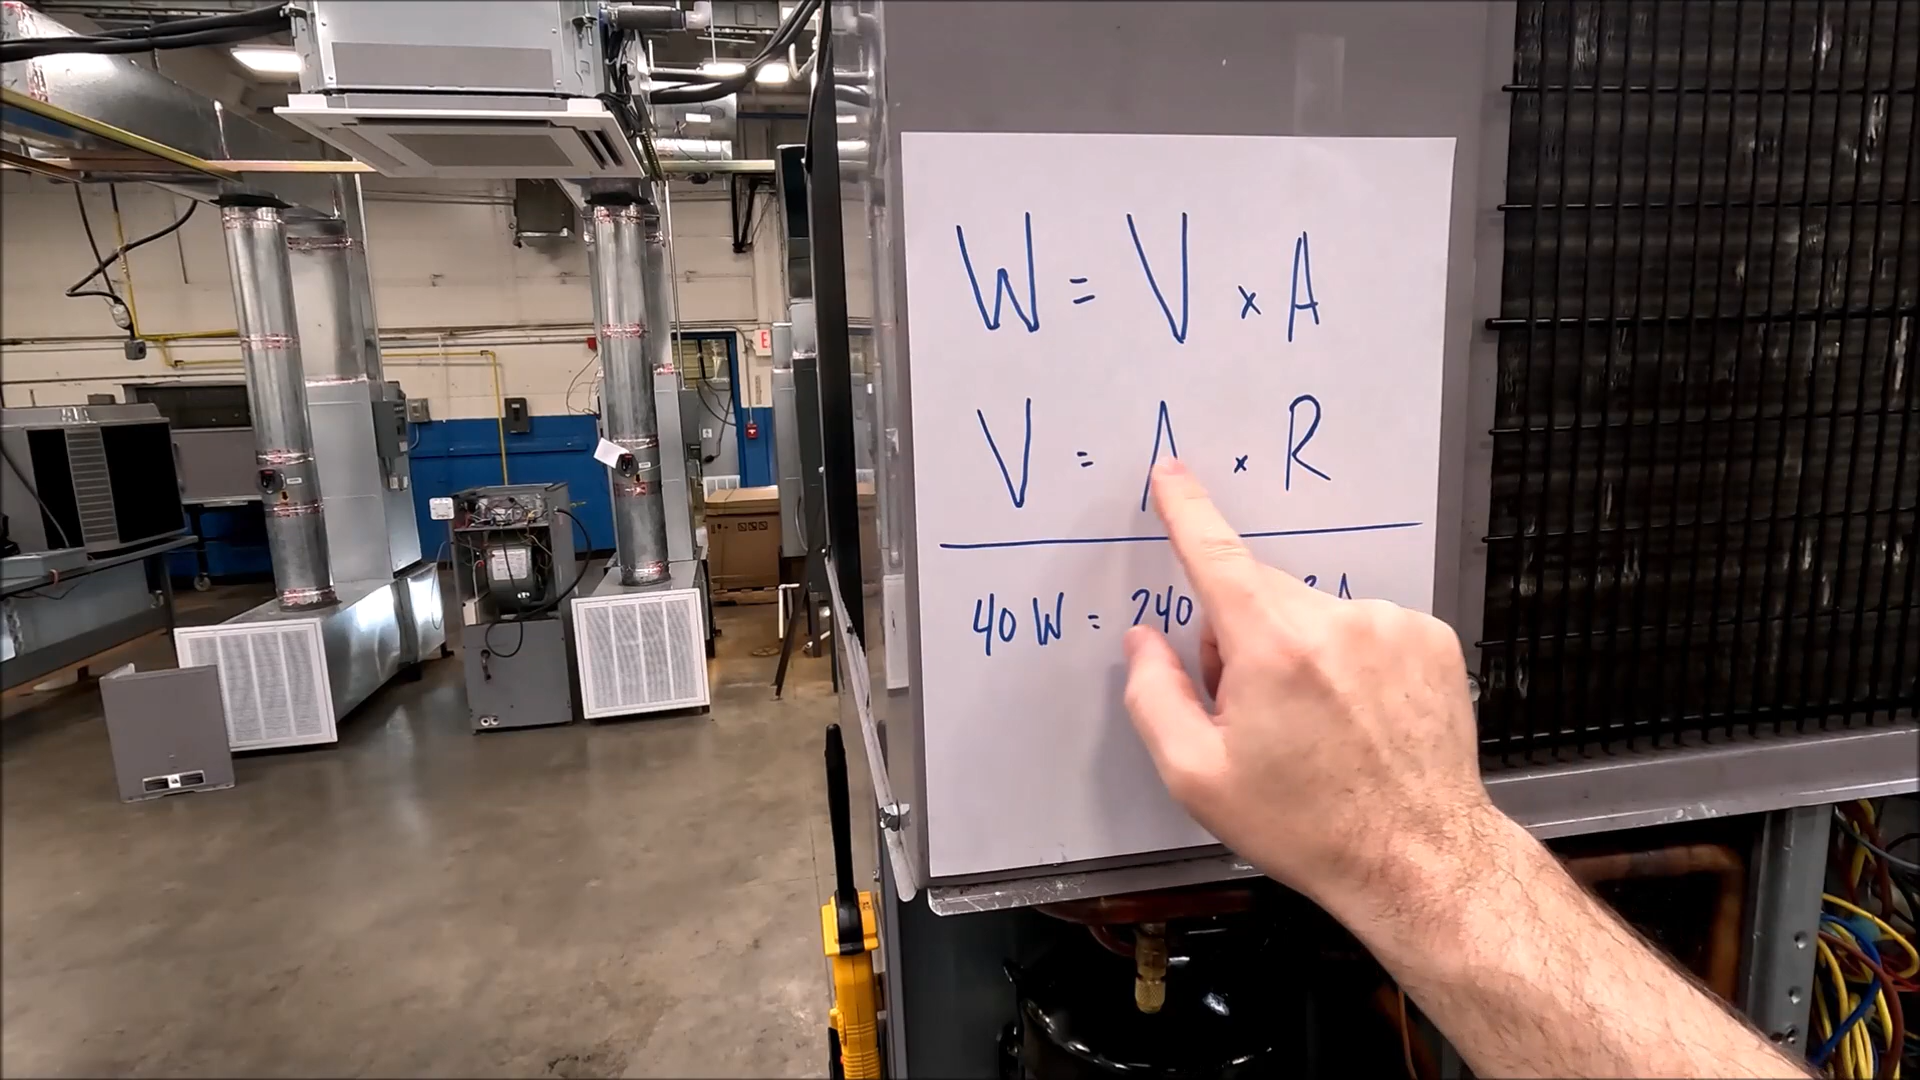 W = V × A
V = A × R
40 W = 240